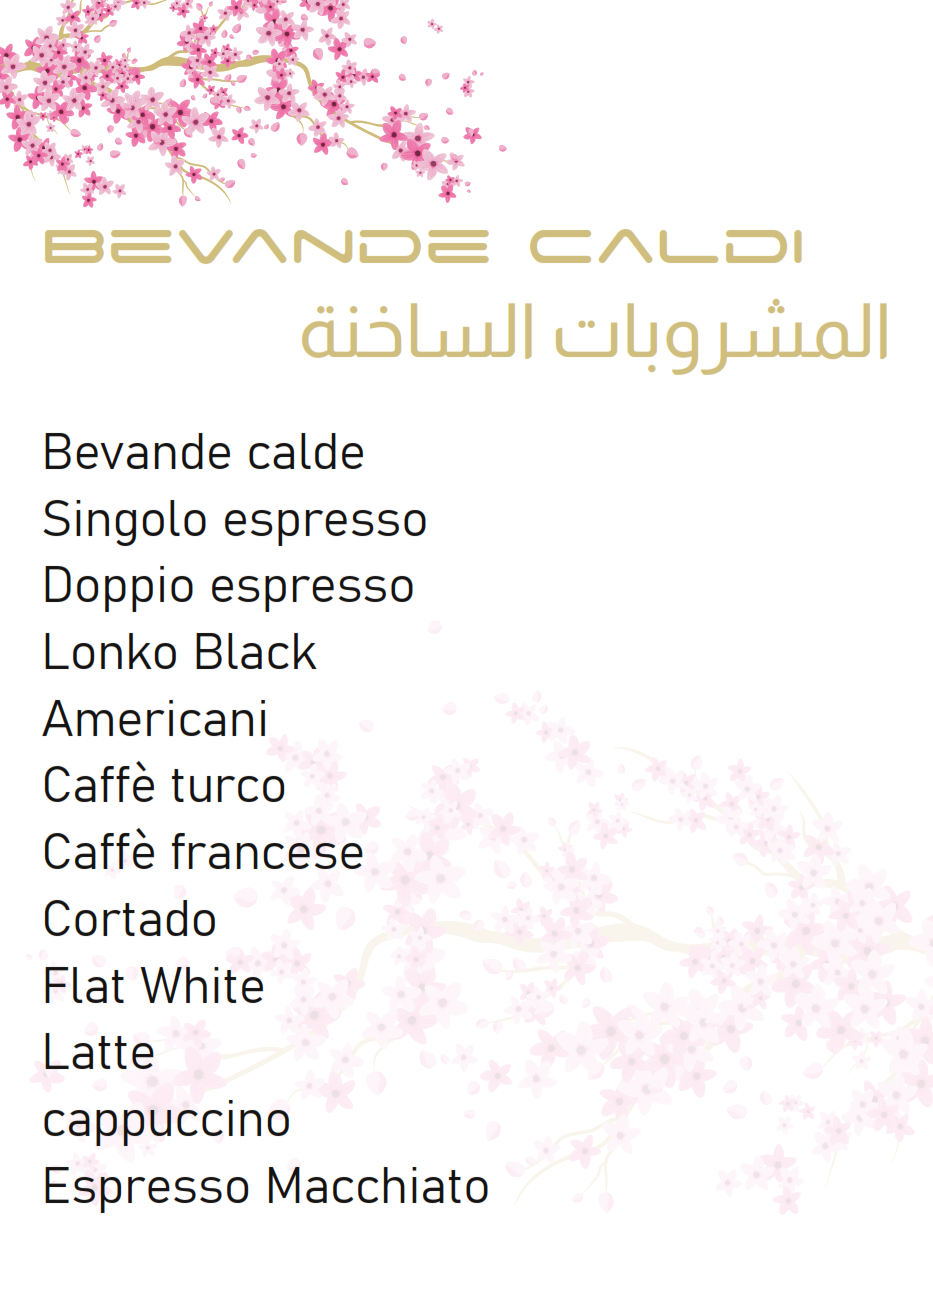 BEVANDE CALDI
المشروبات الساخنة
Bevande calde
Singolo espresso
Doppio espresso
Lonko Black
Americani
Caffè turco
Caffè francese
Cortado
Flat White
Latte
cappuccino
Espresso Macchiato